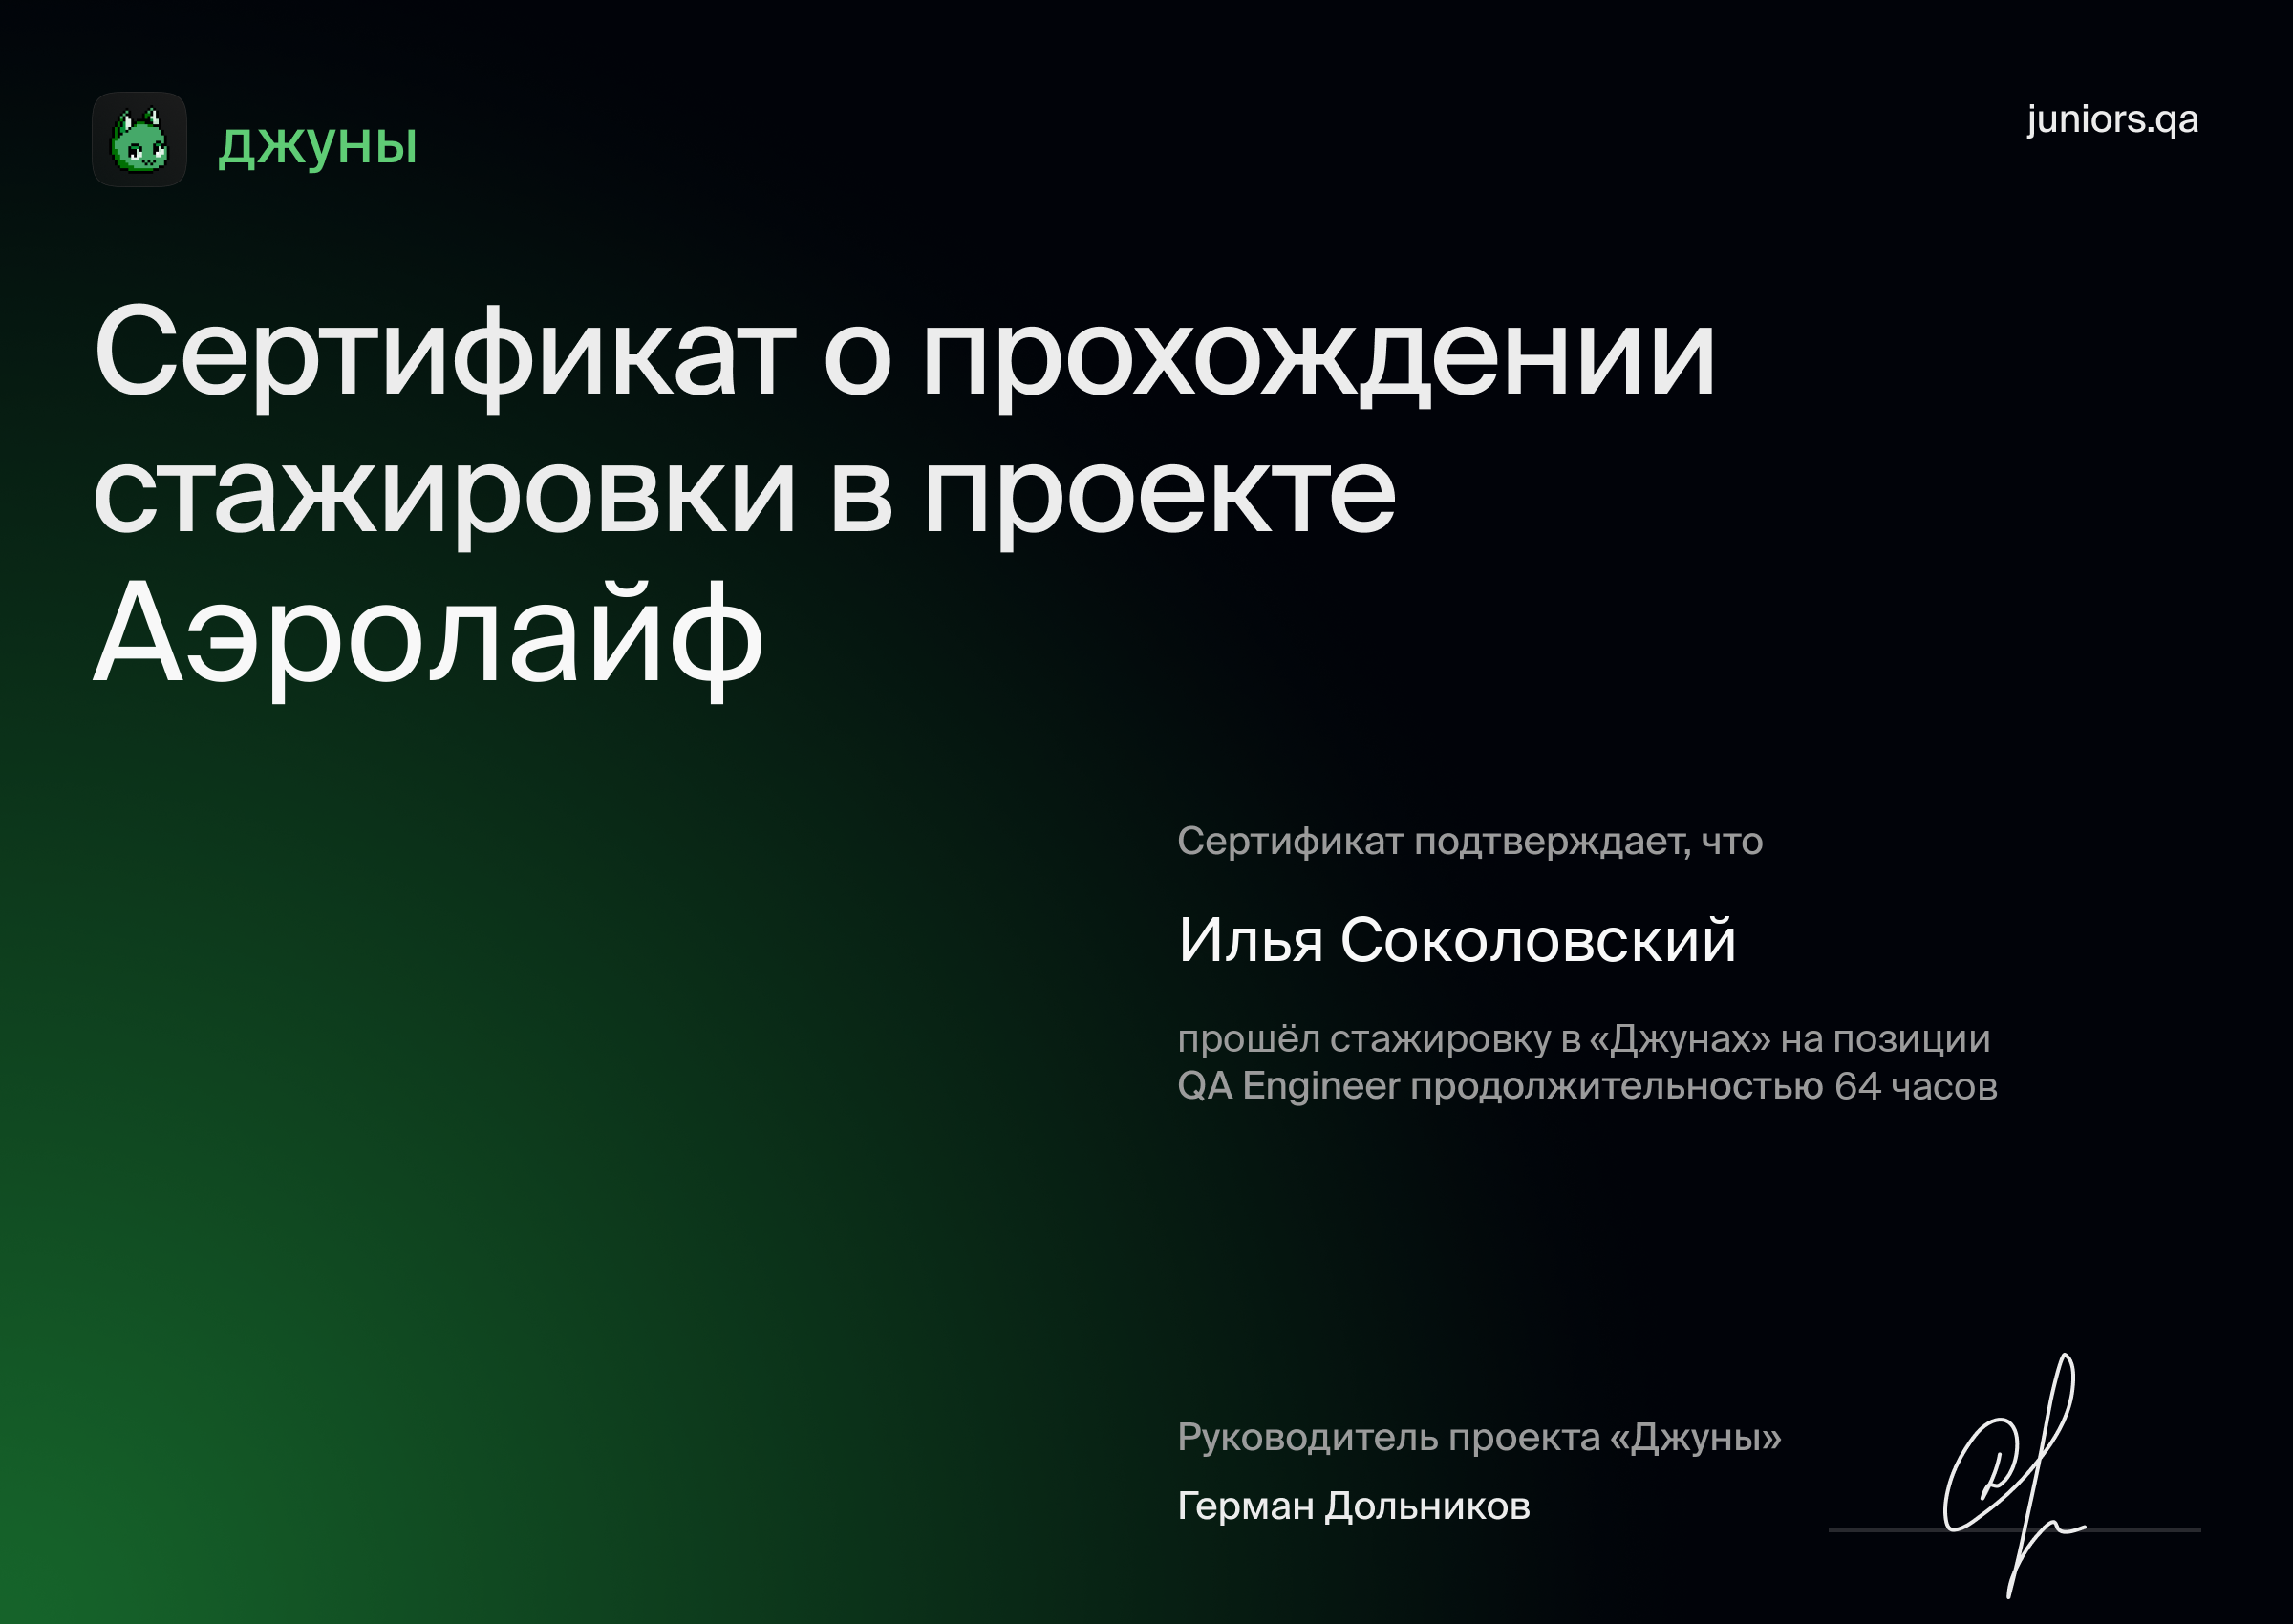 джуны
juniors.qa
Сертификат о прохождении
стажировки в проекте
Аэролайф
Сертификат подтверждает, что
Илья Соколовский
прошёл стажировку в «Джунах» на позиции
QA Engineer продолжительностью 64 часов
Руководитель проекта «Джуны»
Герман Дольников